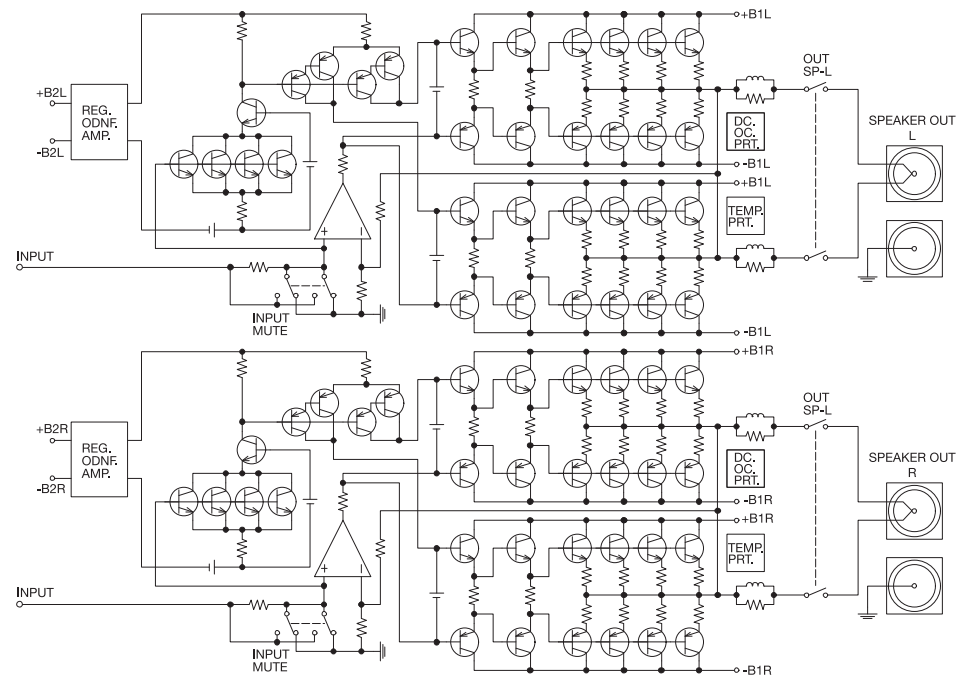 +B1L
OUT
SP-L
+B2L
REG.
ODNF.
AMP.
-B2L
DC.
OC.
PRT.
SPEAKER OUT
L
-B1L
+B1L
TEMP.
PRT.
+ -
INPUT
INPUT
MUTE
-B1L
+B1R
OUT
SP-L
+B2R
REG.
ODNF.
AMP.
-B2R
DC.
OC.
PRT.
SPEAKER OUT
R
-B1R
+B1R
TEMP.
PRT.
+ -
INPUT
INPUT
MUTE
-B1R